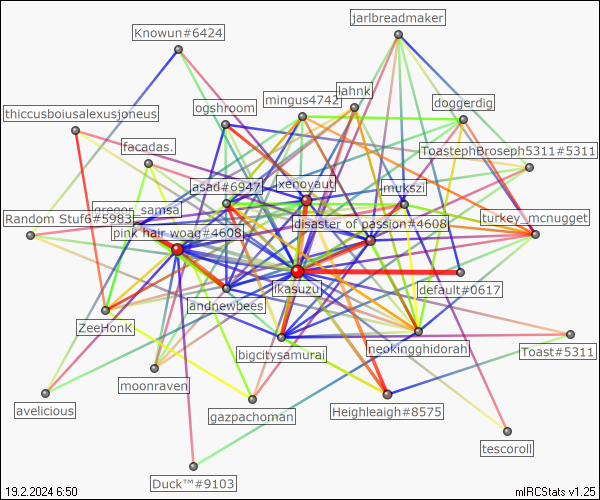 jarlbreadmaker
Knowun#6424
lahnk
mingus4742
ogshroom
doggerdig
thiccusboiusalexusjoneus
facadas.
ToastephBroseph5311#5311
xenoyaut
asad#6947
mukszi
gregor_samsa
Random Stuff#5983
turkey_mcnugget
disaster of passion#4608
pink hair woag#4608
ikasuzu
default#0617
andnewbees
ZeeHonk
neokingghidorah
bigcitysamurai
Toast#5311
moonraven
avelicious
Heighleaigh#8575
gazpachoman
tescoroll
Duck™#9103
19.2.2024 6:50
mIRCStats v1.25